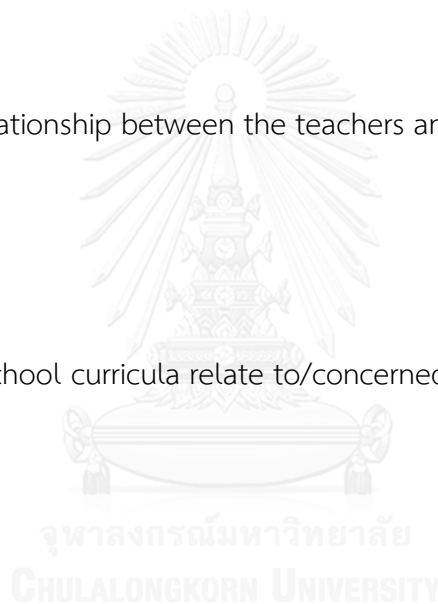 ationship between the teachers an
chool curricula relate to/concerned
จุฬาลงกรณ์มหาวิทยาลัย
CHULALONGKORN UNIVERSITY